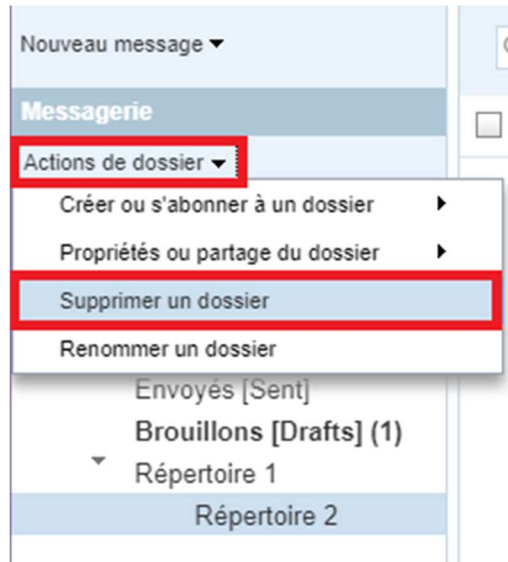 Nouveau message
Messagerie
Actions de dossier
Créer ou s'abonner à un dossier
Propriétés ou partage du dossier
Supprimer un dossier
Renommer un dossier
Envoyés [Sent]
Brouillons [Drafts] (1)
Répertoire 1
Répertoire 2